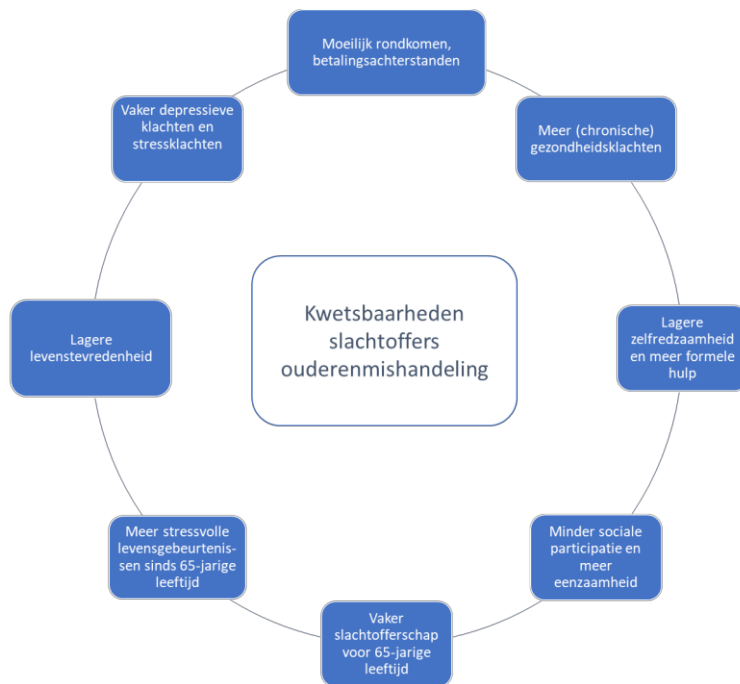 Moeilijk rondkomen,
betalingsachterstanden
Meer (chronische)
gezondheidsklachten
Lagere
zelfredzaamheid
en meer formele
hulp
Minder sociale
participatie en
meer
eenzaamheid
Vaker
slachtofferschap
voor 65-jarige
leeftijd
Meer stressvolle
levensgebeurtenis-
sen sinds 65-jarige
leeftijd
Lagere
levenstevredenheid
Vaker depressieve
klachten en
stressklachten
Kwetsbaarheden
slachtoffers
ouderenmishandeling